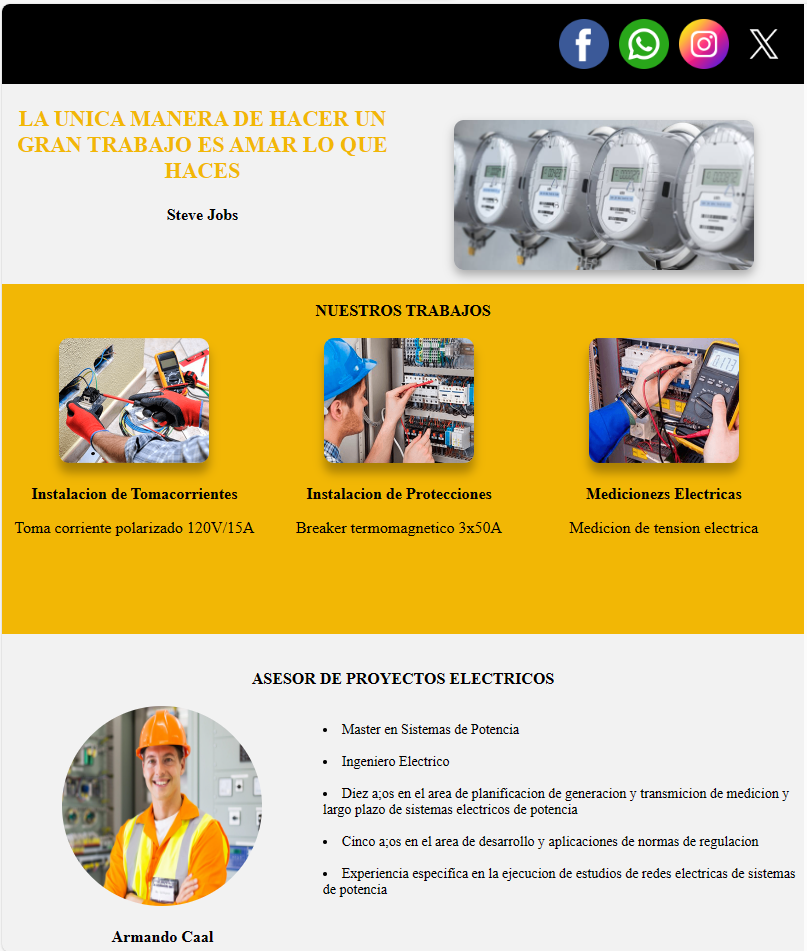 LA UNICA MANERA DE HACER UN
GRAN TRABAJO ES AMAR LO QUE
HACES
Steve Jobs
NUESTROS TRABAJOS
Instalacion de Tomacorrientes
Toma corriente polarizado 120V/15A
Instalacion de Protecciones
Breaker termomagnetico 3x50A
Medicionezs Electricas
Medicion de tension electrica
ASESOR DE PROYECTOS ELECTRICOS
Armando Caal
• Master en Sistemas de Potencia
• Ingeniero Electrico
• Diez a;os en el area de planificacion de generacion y transmicion de medicion y
largo plazo de sistemas electricos de potencia
• Cinco a;os en el area de desarrollo y aplicaciones de normas de regulacion
• Experiencia especifica en la ejecucion de estudios de redes electricas de sistemas
de potencia